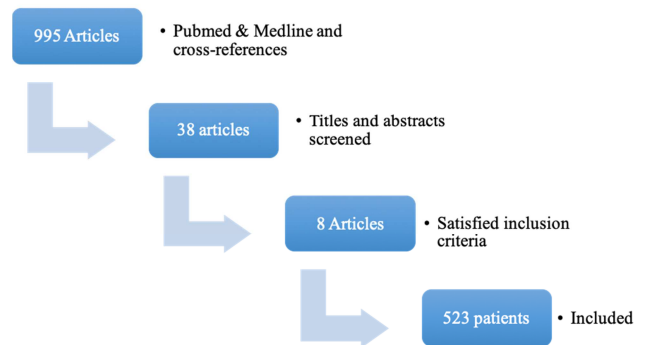 995 Articles
• Pubmed & Medline and
cross-references
38 articles
• Titles and abstracts
screened
8 Articles
• Satisfied inclusion
criteria
523 patients
• Included